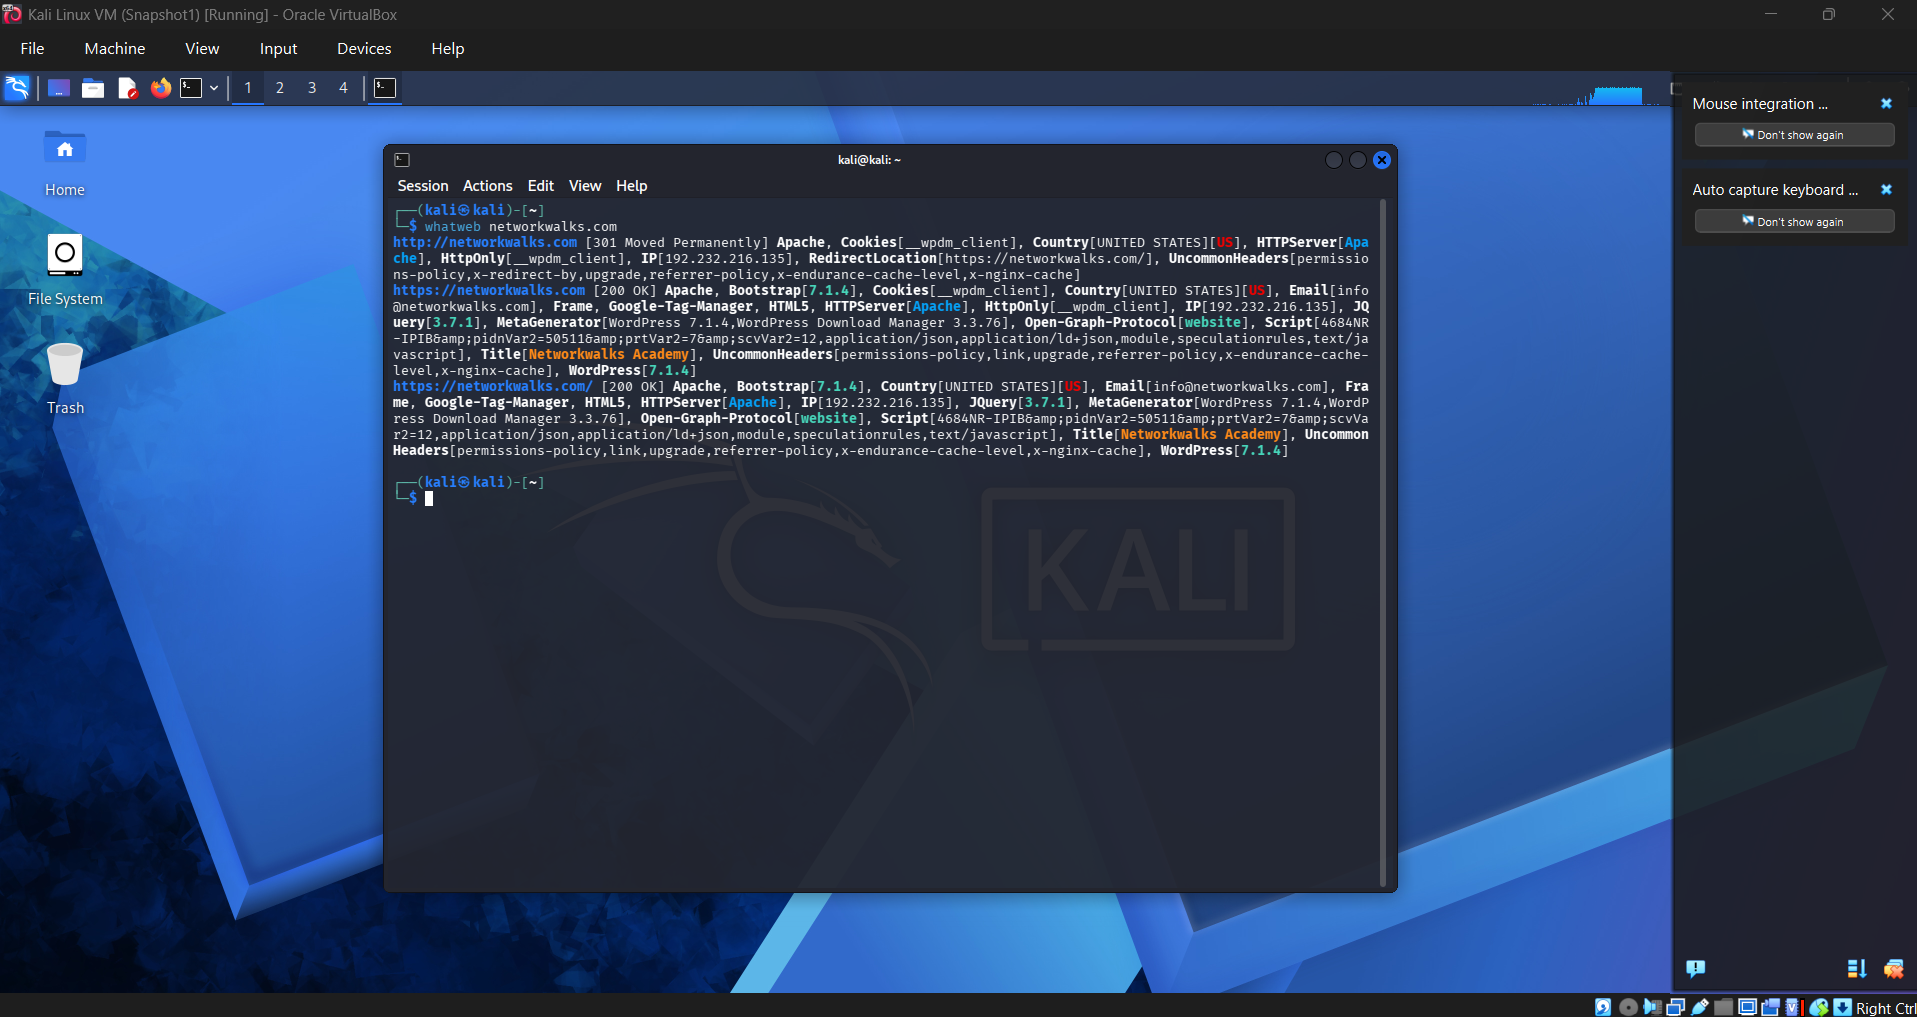 Kali Linux VM (Snapshot1) [Running] - Oracle VirtualBox
File Machine View Input Devices Help
1 2 3 4
Mouse integration ...
Don't show again
Auto capture keyboard ...
Don't show again
Home
File System
Trash
kali@kali: ~
Session Actions Edit View Help
┌──(kali㉿kali)-[~]
└─$ whatweb networkwalks.com
http://networkwalks.com [301 Moved Permanently] Apache, Cookies[__wpdm_client], Country[UNITED STATES][US], HTTPServer[Apa
che], HttpOnly[__wpdm_client], IP[192.232.216.135], RedirectLocation[https://networkwalks.com/], UncommonHeaders[permissio
ns-policy,x-redirect-by,upgrade,referrer-policy,x-endurance-cache-level,x-nginx-cache]
https://networkwalks.com [200 OK] Apache, Bootstrap[7.1.4], Cookies[__wpdm_client], Country[UNITED STATES][US], Email[info
@networkwalks.com], Frame, Google-Tag-Manager, HTML5, HTTPServer[Apache], HttpOnly[__wpdm_client], IP[192.232.216.135], JQ
uery[3.7.1], MetaGenerator[WordPress 7.1.4,WordPress Download Manager 3.3.76], Open-Graph-Protocol[website], Script[4684NR
-IPIB&amp;pidnVar2=50511&amp;prtVar2=7&amp;scvVar2=12,application/json,application/ld+json,module,speculationrules,text/ja
vascript], Title[Networkwalks Academy], UncommonHeaders[permissions-policy,link,upgrade,referrer-policy,x-endurance-cache-
level,x-nginx-cache], WordPress[7.1.4]
https://networkwalks.com/ [200 OK] Apache, Bootstrap[7.1.4], Country[UNITED STATES][US], Email[info@networkwalks.com], Fra
me, Google-Tag-Manager, HTML5, HTTPServer[Apache], IP[192.232.216.135], JQuery[3.7.1], MetaGenerator[WordPress 7.1.4,WordP
ress Download Manager 3.3.76], Open-Graph-Protocol[website], Script[4684NR-IPIB&amp;pidnVar2=50511&amp;prtVar2=7&amp;scvVa
r2=12,application/json,application/ld+json,module,speculationrules,text/javascript], Title[Networkwalks Academy], Uncommon
Headers[permissions-policy,link,upgrade,referrer-policy,x-endurance-cache-level,x-nginx-cache], WordPress[7.1.4]
┌──(kali㉿kali)-[~]
└─$
KALI
Right Ctrl